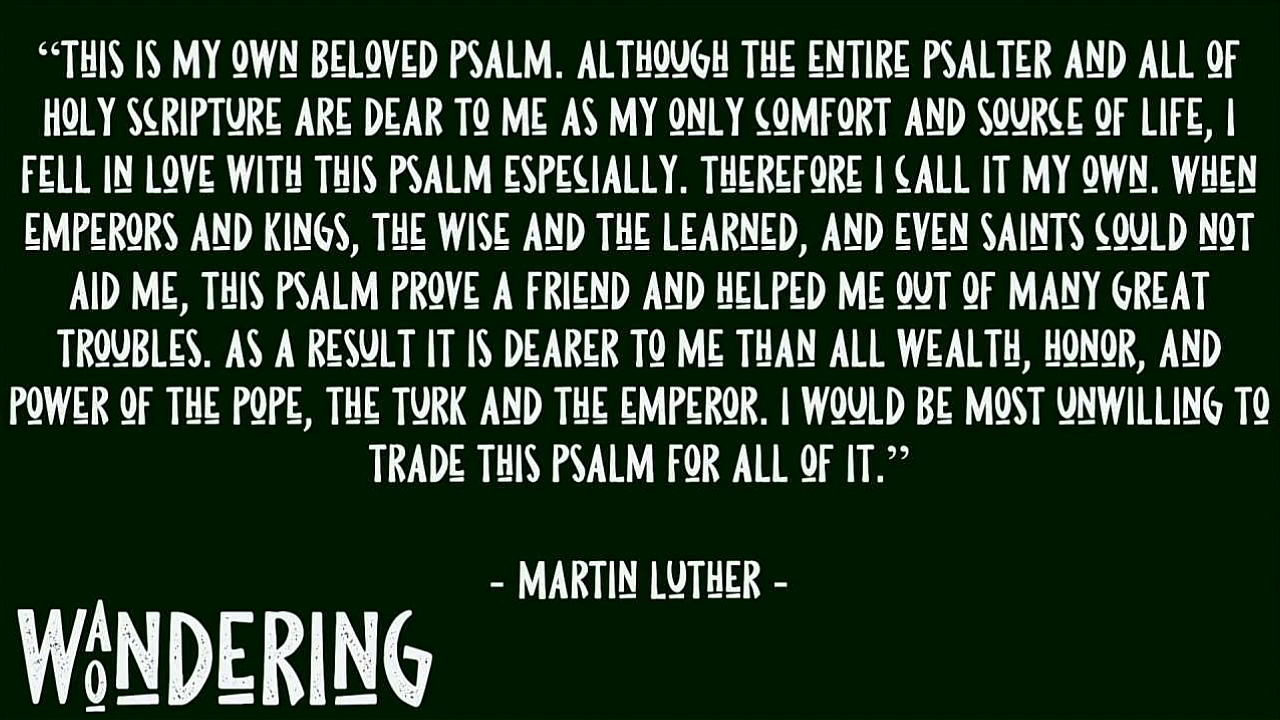 “THIS IS MY OWN BELOVED PSALM. ALTHOUGH THE ENTIRE PSALTER AND ALL OF
HOLY SCRIPTURE ARE DEAR TO ME AS MY ONLY COMFORT AND SOURCE OF LIFE, I
FELL IN LOVE WITH THIS PSALM ESPECIALLY. THEREFORE I CALL IT MY OWN. WHEN
EMPERORS AND KINGS, THE WISE AND THE LEARNED, AND EVEN SAINTS COULD NOT
AID ME, THIS PSALM PROVE A FRIEND AND HELPED ME OUT OF MANY GREAT
TROUBLES. AS A RESULT IT IS DEARER TO ME THAN ALL WEALTH, HONOR, AND
POWER OF THE POPE, THE TURK AND THE EMPEROR. I WOULD BE MOST UNWILLING TO
TRADE THIS PSALM FOR ALL OF IT.”
- MARTIN LUTHER -
WAONDERING